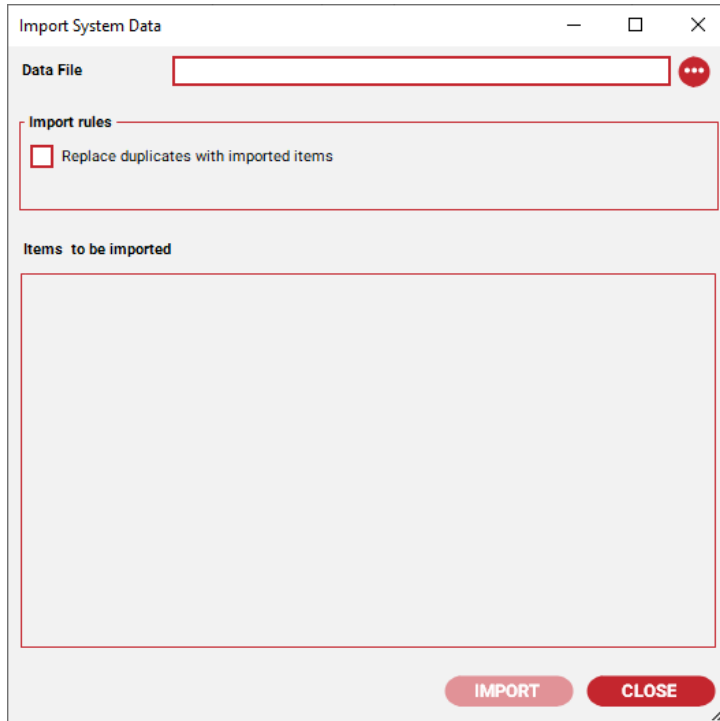 Import System Data
Data File
Import rules
Replace duplicates with imported items
Items to be imported
IMPORT
CLOSE